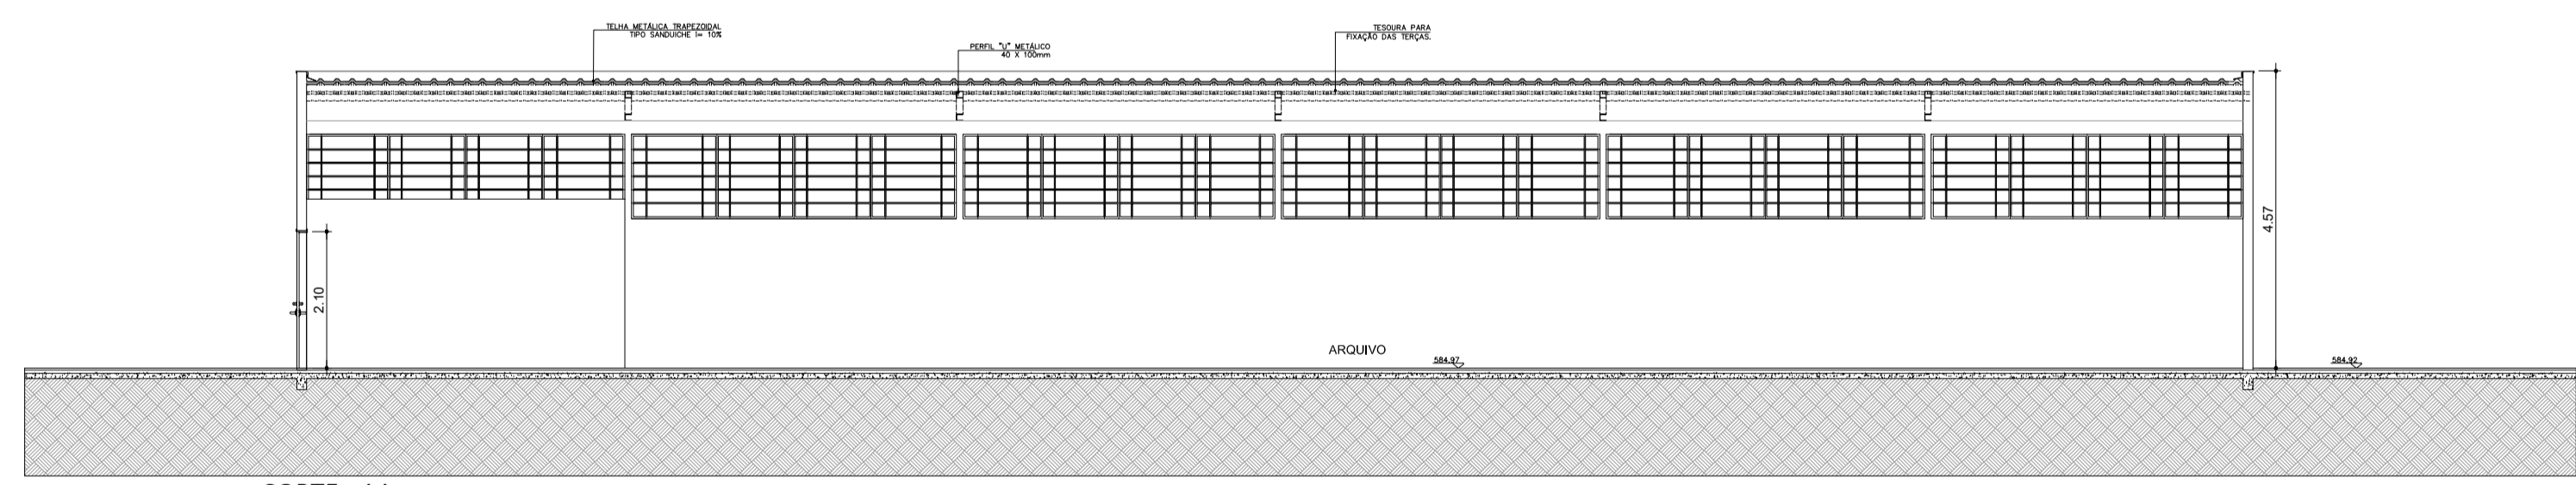 TELHA METÁLICA TRAPEZOIDAL
TIPO SANDUICHE I= 10%
PERFIL "U" METÁLICO
40 X 100mm
TESOURA PARA
FIXAÇÃO DAS TERÇAS.
4.57
2.10
ARQUIVO
584.97
584.92